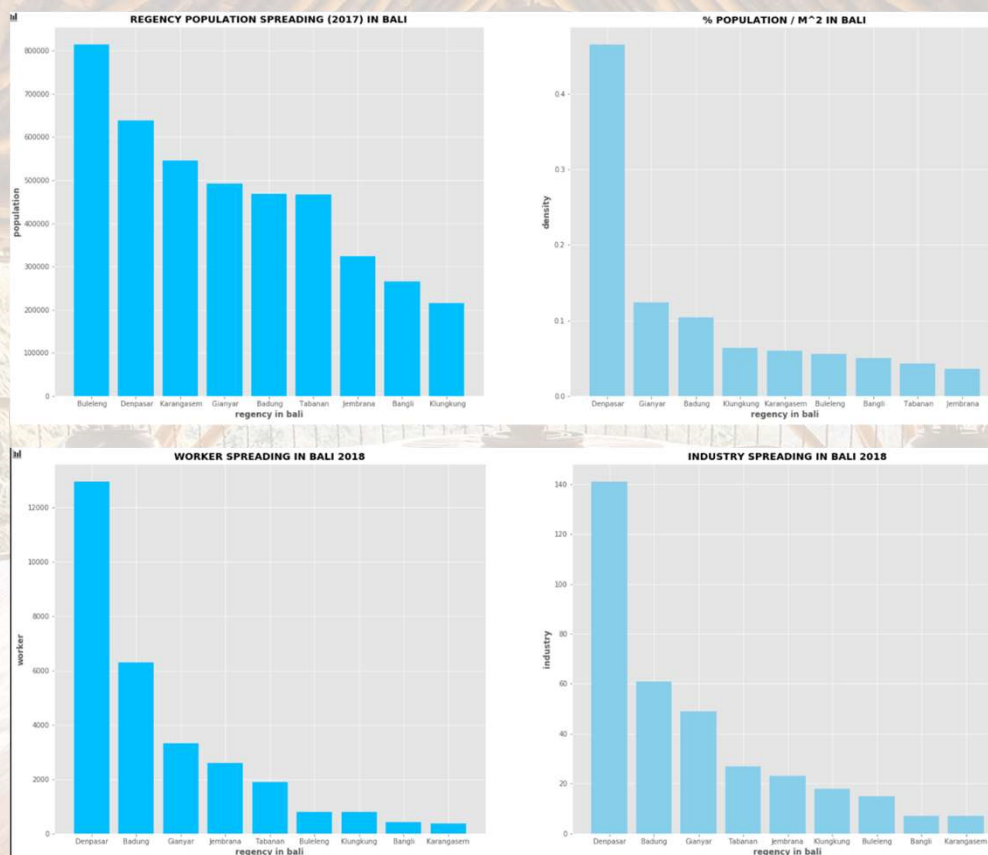 REGENCY POPULATION SPREADING (2017) IN BALI
800000
700000
600000
500000
400000
300000
200000
100000
0
population
Buleleng Denpasar Karangasem Gianyar Badung Tabanan Jembrana Bangli Klungkung
regency in bali
% POPULATION / M^2 IN BALI
0.4
0.3
0.2
0.1
0.0
density
Denpasar Gianyar Badung Klungkung Karangasem Buleleng Bangli Tabanan Jembrana
regency in bali
WORKER SPREADING IN BALI 2018
12000
10000
8000
6000
4000
2000
0
worker
Denpasar Badung Gianyar Jembrana Tabanan Buleleng Klungkung Bangli Karangasem
regency in bali
INDUSTRY SPREADING IN BALI 2018
140
120
100
80
60
40
20
0
industry
Denpasar Badung Gianyar Tabanan Jembrana Klungkung Buleleng Bangli Karangasem
regency in bali